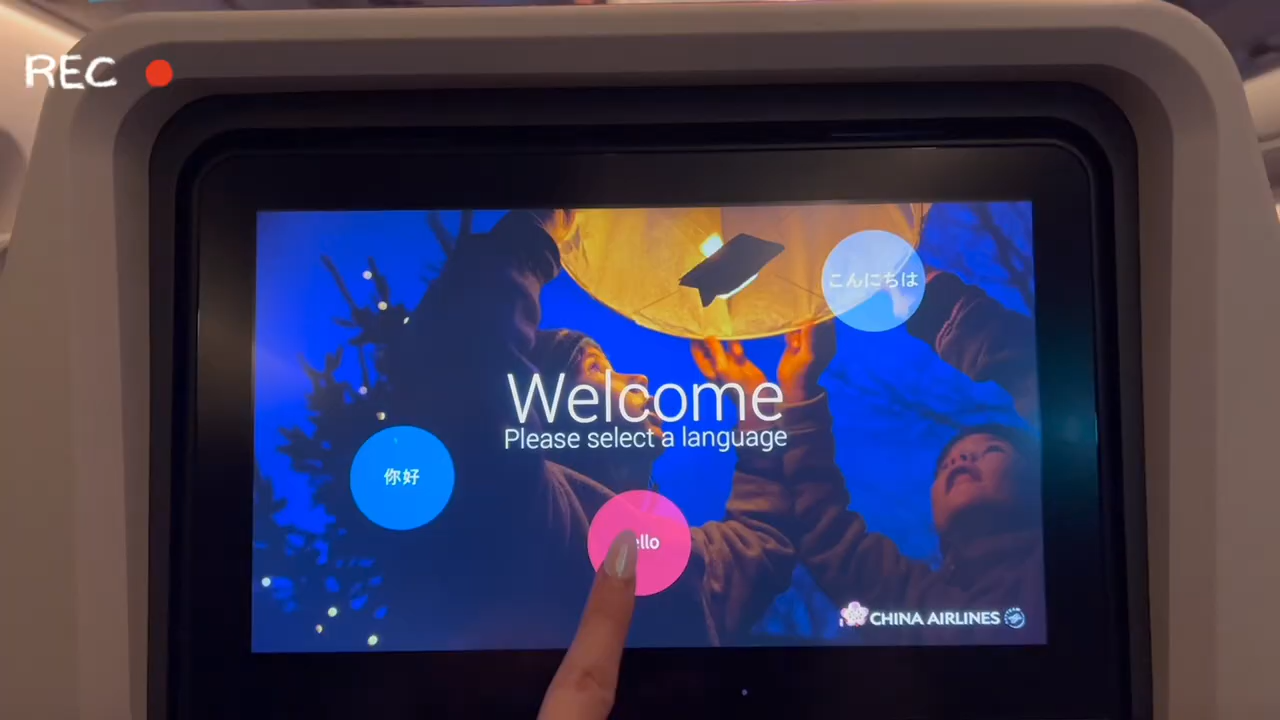 REC
こんにちは
Welcome
Please select a language
你好
ello
CHINA AIRLINES